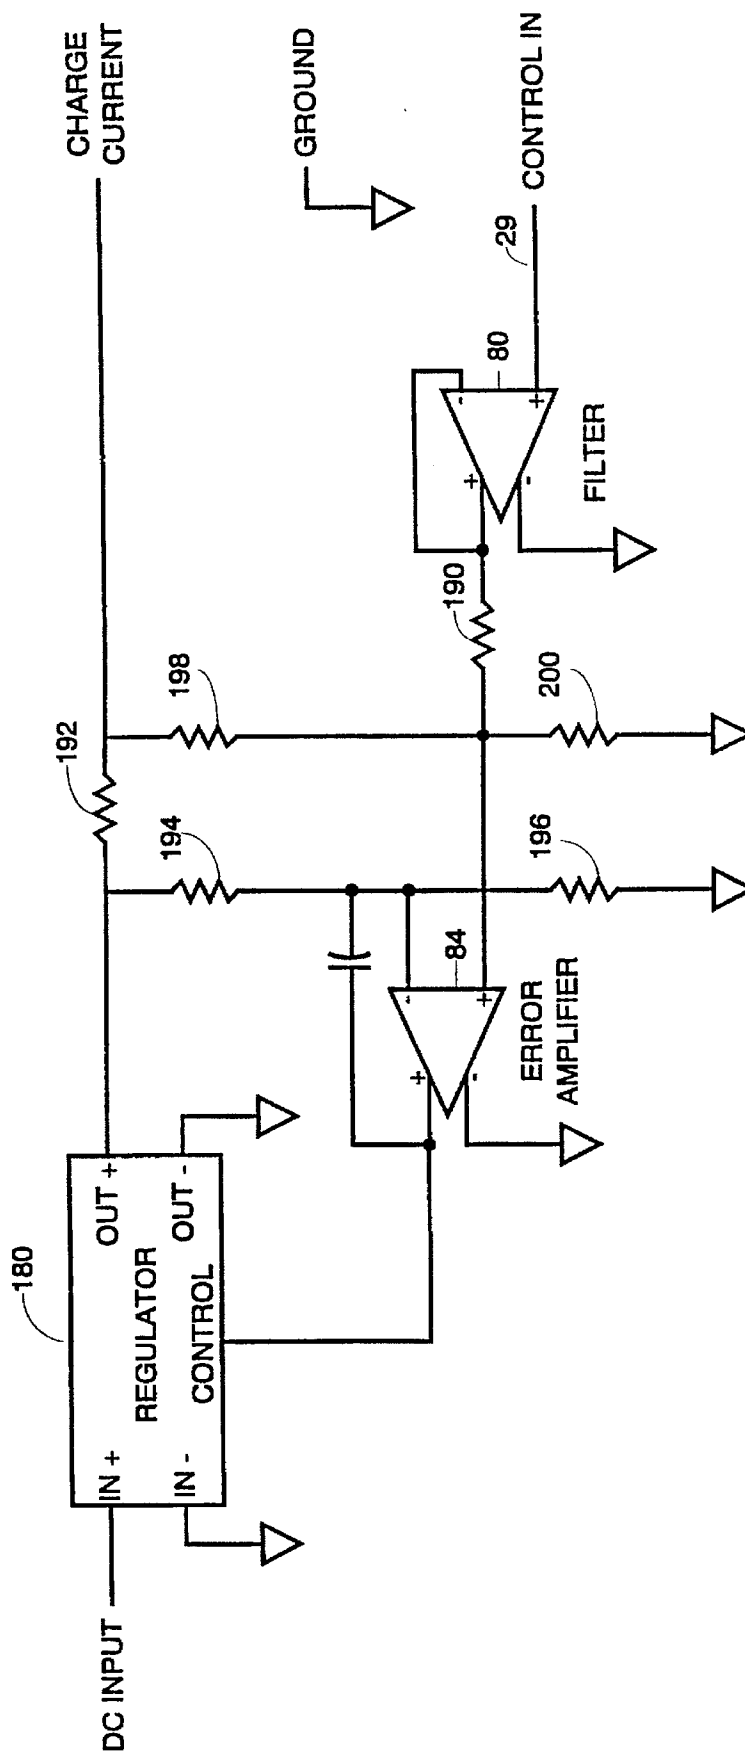 DC INPUT
180
IN +
OUT +
REGULATOR
IN -
OUT -
CONTROL
192
CHARGE
CURRENT
194
198
GROUND
+
-
-
+
84
ERROR
AMPLIFIER
196
200
190
+
-
-
+
80
FILTER
29
CONTROL IN